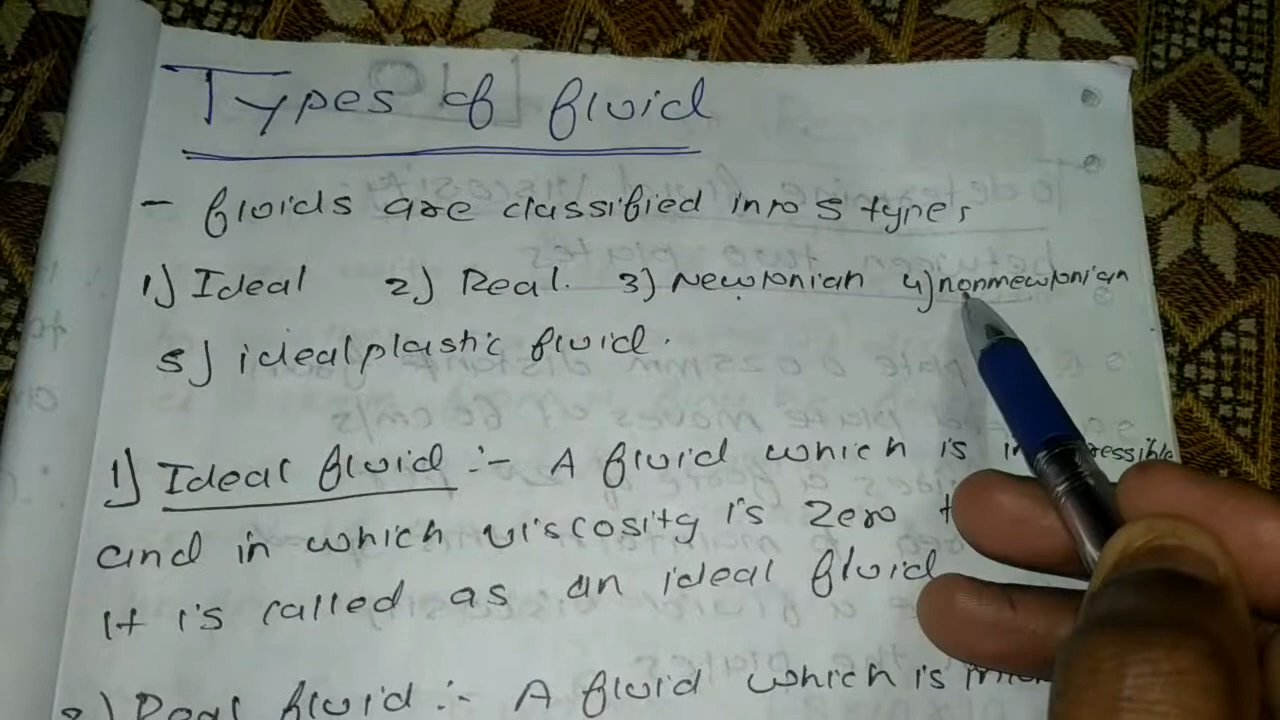 Types of fluid
- fluids are classified into 5 types
1) Ideal 2) Real. 3) Newtonian 4) nonnewtonian
5) idealplastic fluid.
1) Ideal fluid :- A fluid which is
and in which viscosity is zero
it is called as an ideal fluid
2) Real fluid :- A fluid which is